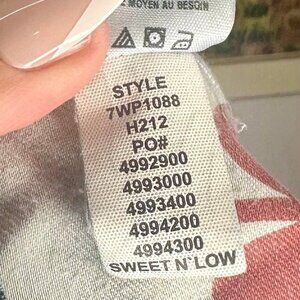 MOYEN AU BESOIN
STYLE
7WP1088
H212
PO#
4992900
4993000
4993400
4994200
4994300
SWEET N' LOW